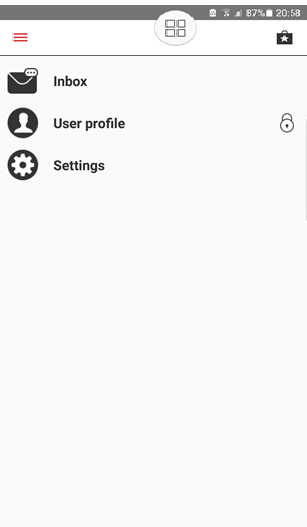 87% 20:58
Inbox
User profile
Settings